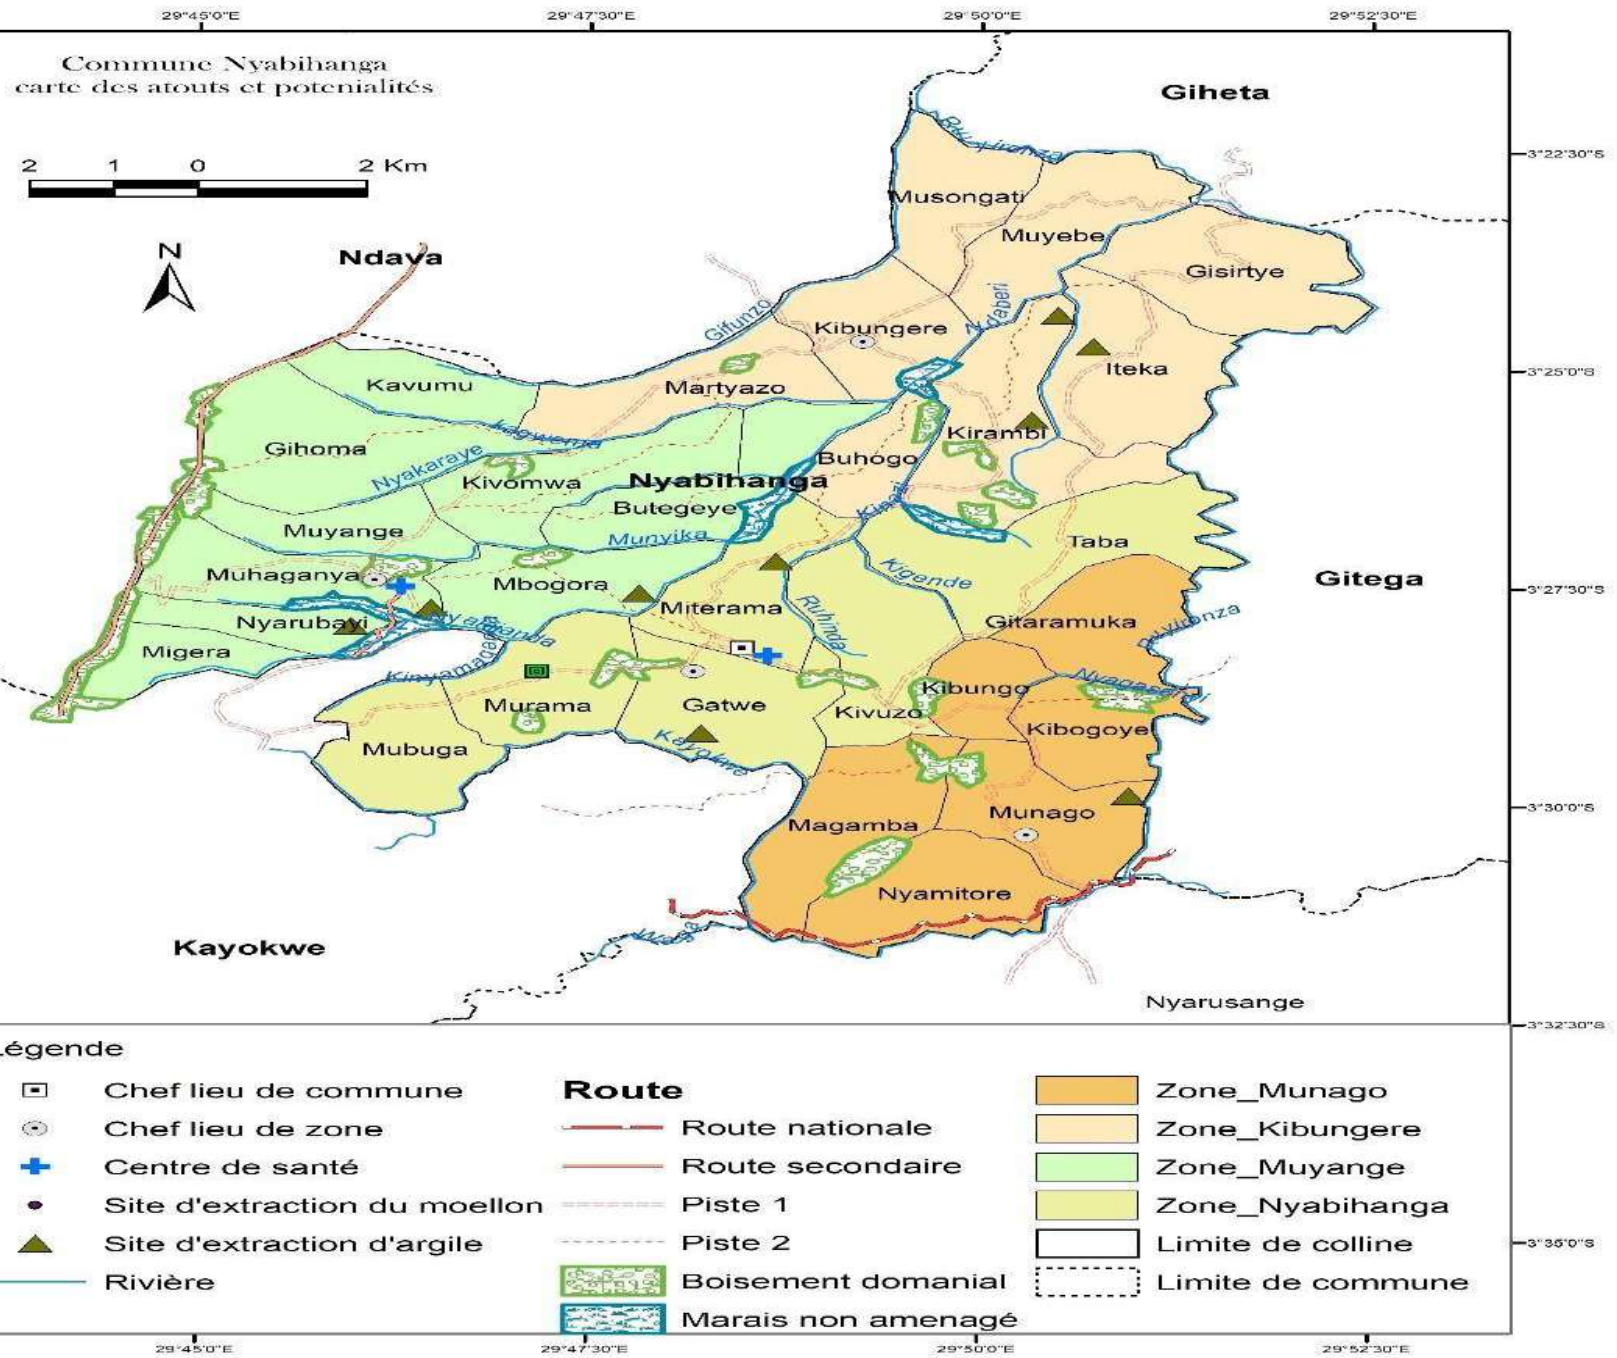 29°45'0"E 29°47'30"E 29°50'0"E 29°52'30"E
Commune Nyabihanga
carte des atouts et potenialités
2 1 0 2 Km
N
Giheta
3°22'30"S
Musongati
Muyebe
Ndava
Gisirtye
Gifunzo
Ndaberi
Kibungere
3°25'0"S
Iteka
Kavumu
Martyazo
Kirambi
Gihoma
Nyakaraye
Buhogo
Kivomwa
Nyabihanga
Butegeye
Muyange
Munyika
Taba
Muhaganya
Mbogora
Kigende
Gitega
3°27'30"S
Miterama
Ruhinda
Nyarubayi
Gitaramuka
Migera
Kibungo
Murama
Gatwe
Kivuzo
Kibogoye
Mubuga
Kayokwe
3°30'0"S
Magamba
Munago
Nyamitore
Kayokwe
Nyarusange
3°32'30"S
Légende
Chef lieu de commune
Chef lieu de zone
Centre de santé
Site d'extraction du moellon
Site d'extraction d'argile
Rivière
Route
Route nationale
Route secondaire
Piste 1
Piste 2
Boisement domanial
Marais non amenagé
Zone_Munago
Zone_Kibungere
Zone_Muyange
Zone_Nyabihanga
Limite de colline
Limite de commune
3°35'0"S
29°45'0"E 29°47'30"E 29°50'0"E 29°52'30"E